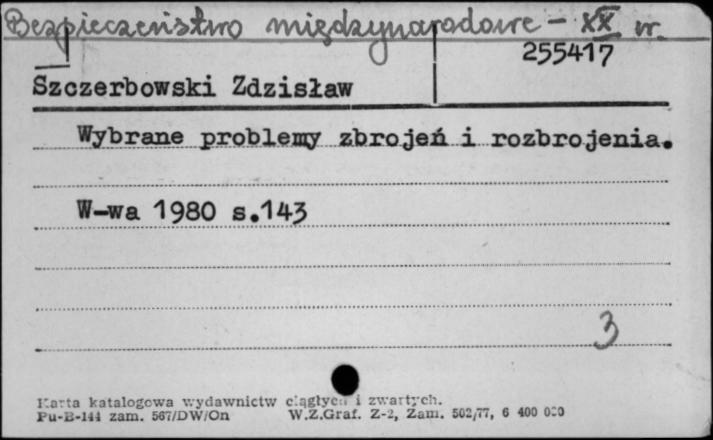 Bezpieczeństwo międzynarodowe - XX w.
255417
Szczerbowski Zdzisław
Wybrane problemy zbrojeń i rozbrojenia.
W-wa 1980 s.143
3
Karta katalogowa wydawnictw ciągłych i zwartych.
Pu-B-144 zam. 567/DW/On W.Z.Graf. Z-2, Zam. 502/77, 6 400 000